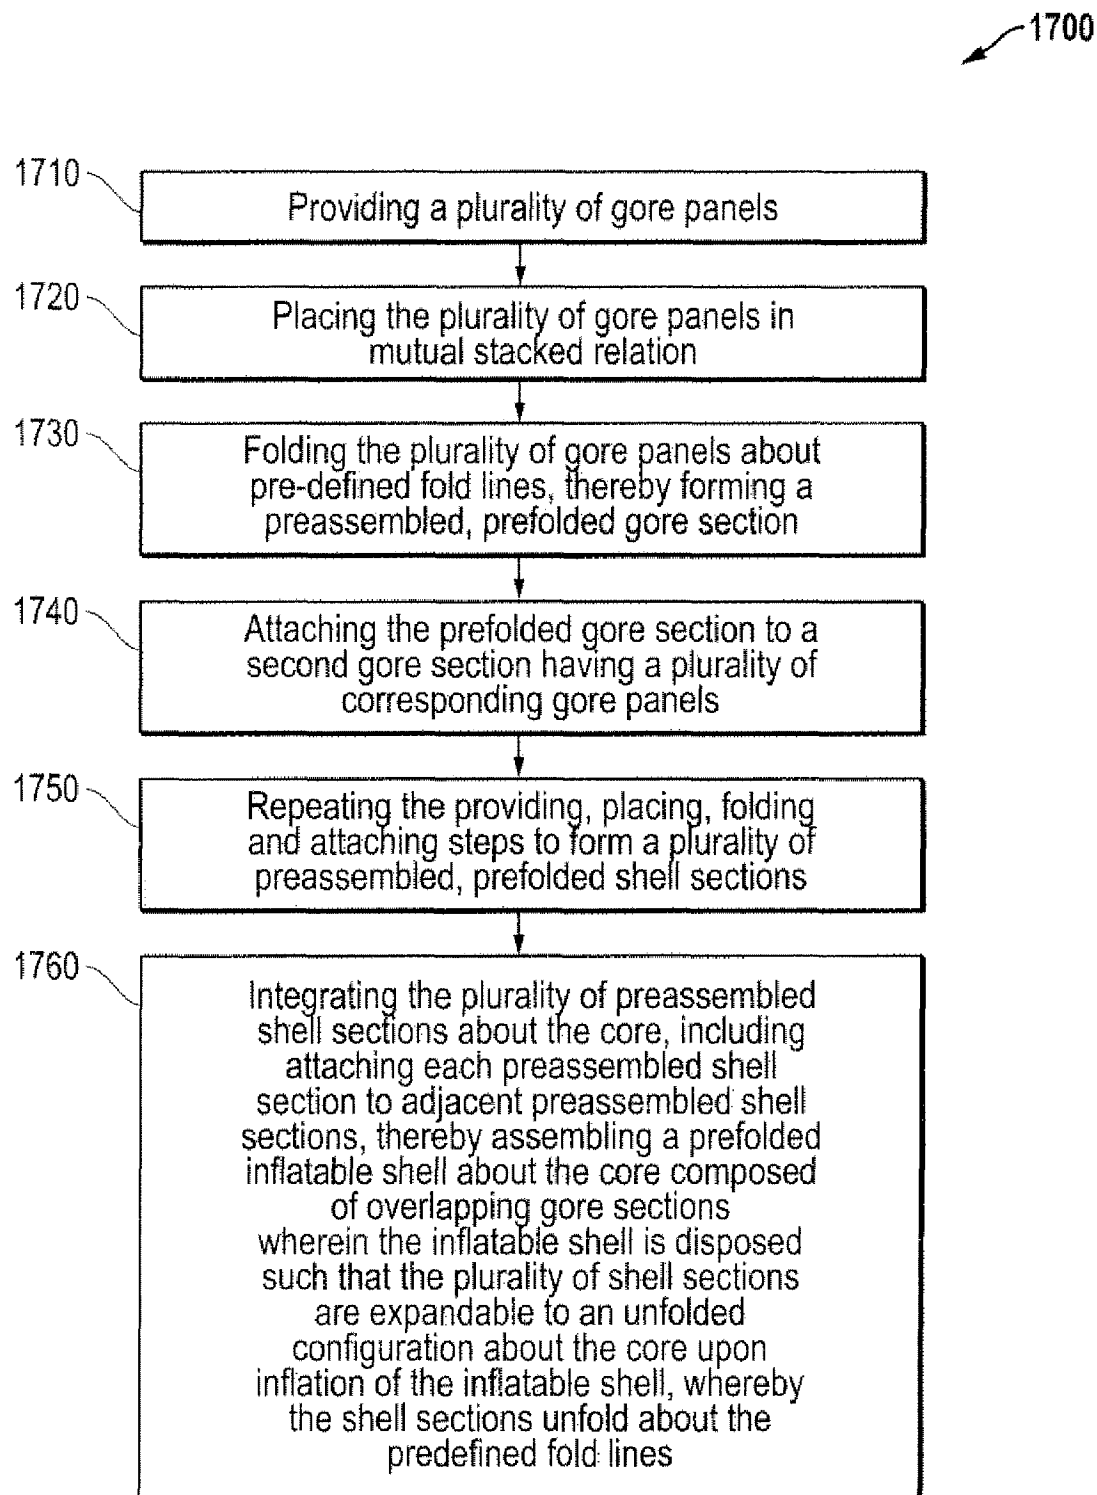 1700
1710
Providing a plurality of gore panels
1720
Placing the plurality of gore panels in
mutual stacked relation
1730
Folding the plurality of gore panels about
pre-defined fold lines, thereby forming a
preassembled, prefolded gore section
1740
Attaching the prefolded gore section to a
second gore section having a plurality of
corresponding gore panels
1750
Repeating the providing, placing, folding
and attaching steps to form a plurality of
preassembled, prefolded shell sections
1760
Integrating the plurality of preassembled
shell sections about the core, including
attaching each preassembled shell
section to adjacent preassembled shell
sections, thereby assembling a prefolded
inflatable shell about the core composed
of overlapping gore sections
wherein the inflatable shell is disposed
such that the plurality of shell sections
are expandable to an unfolded
configuration about the core upon
inflation of the inflatable shell, whereby
the shell sections unfold about the
predefined fold lines